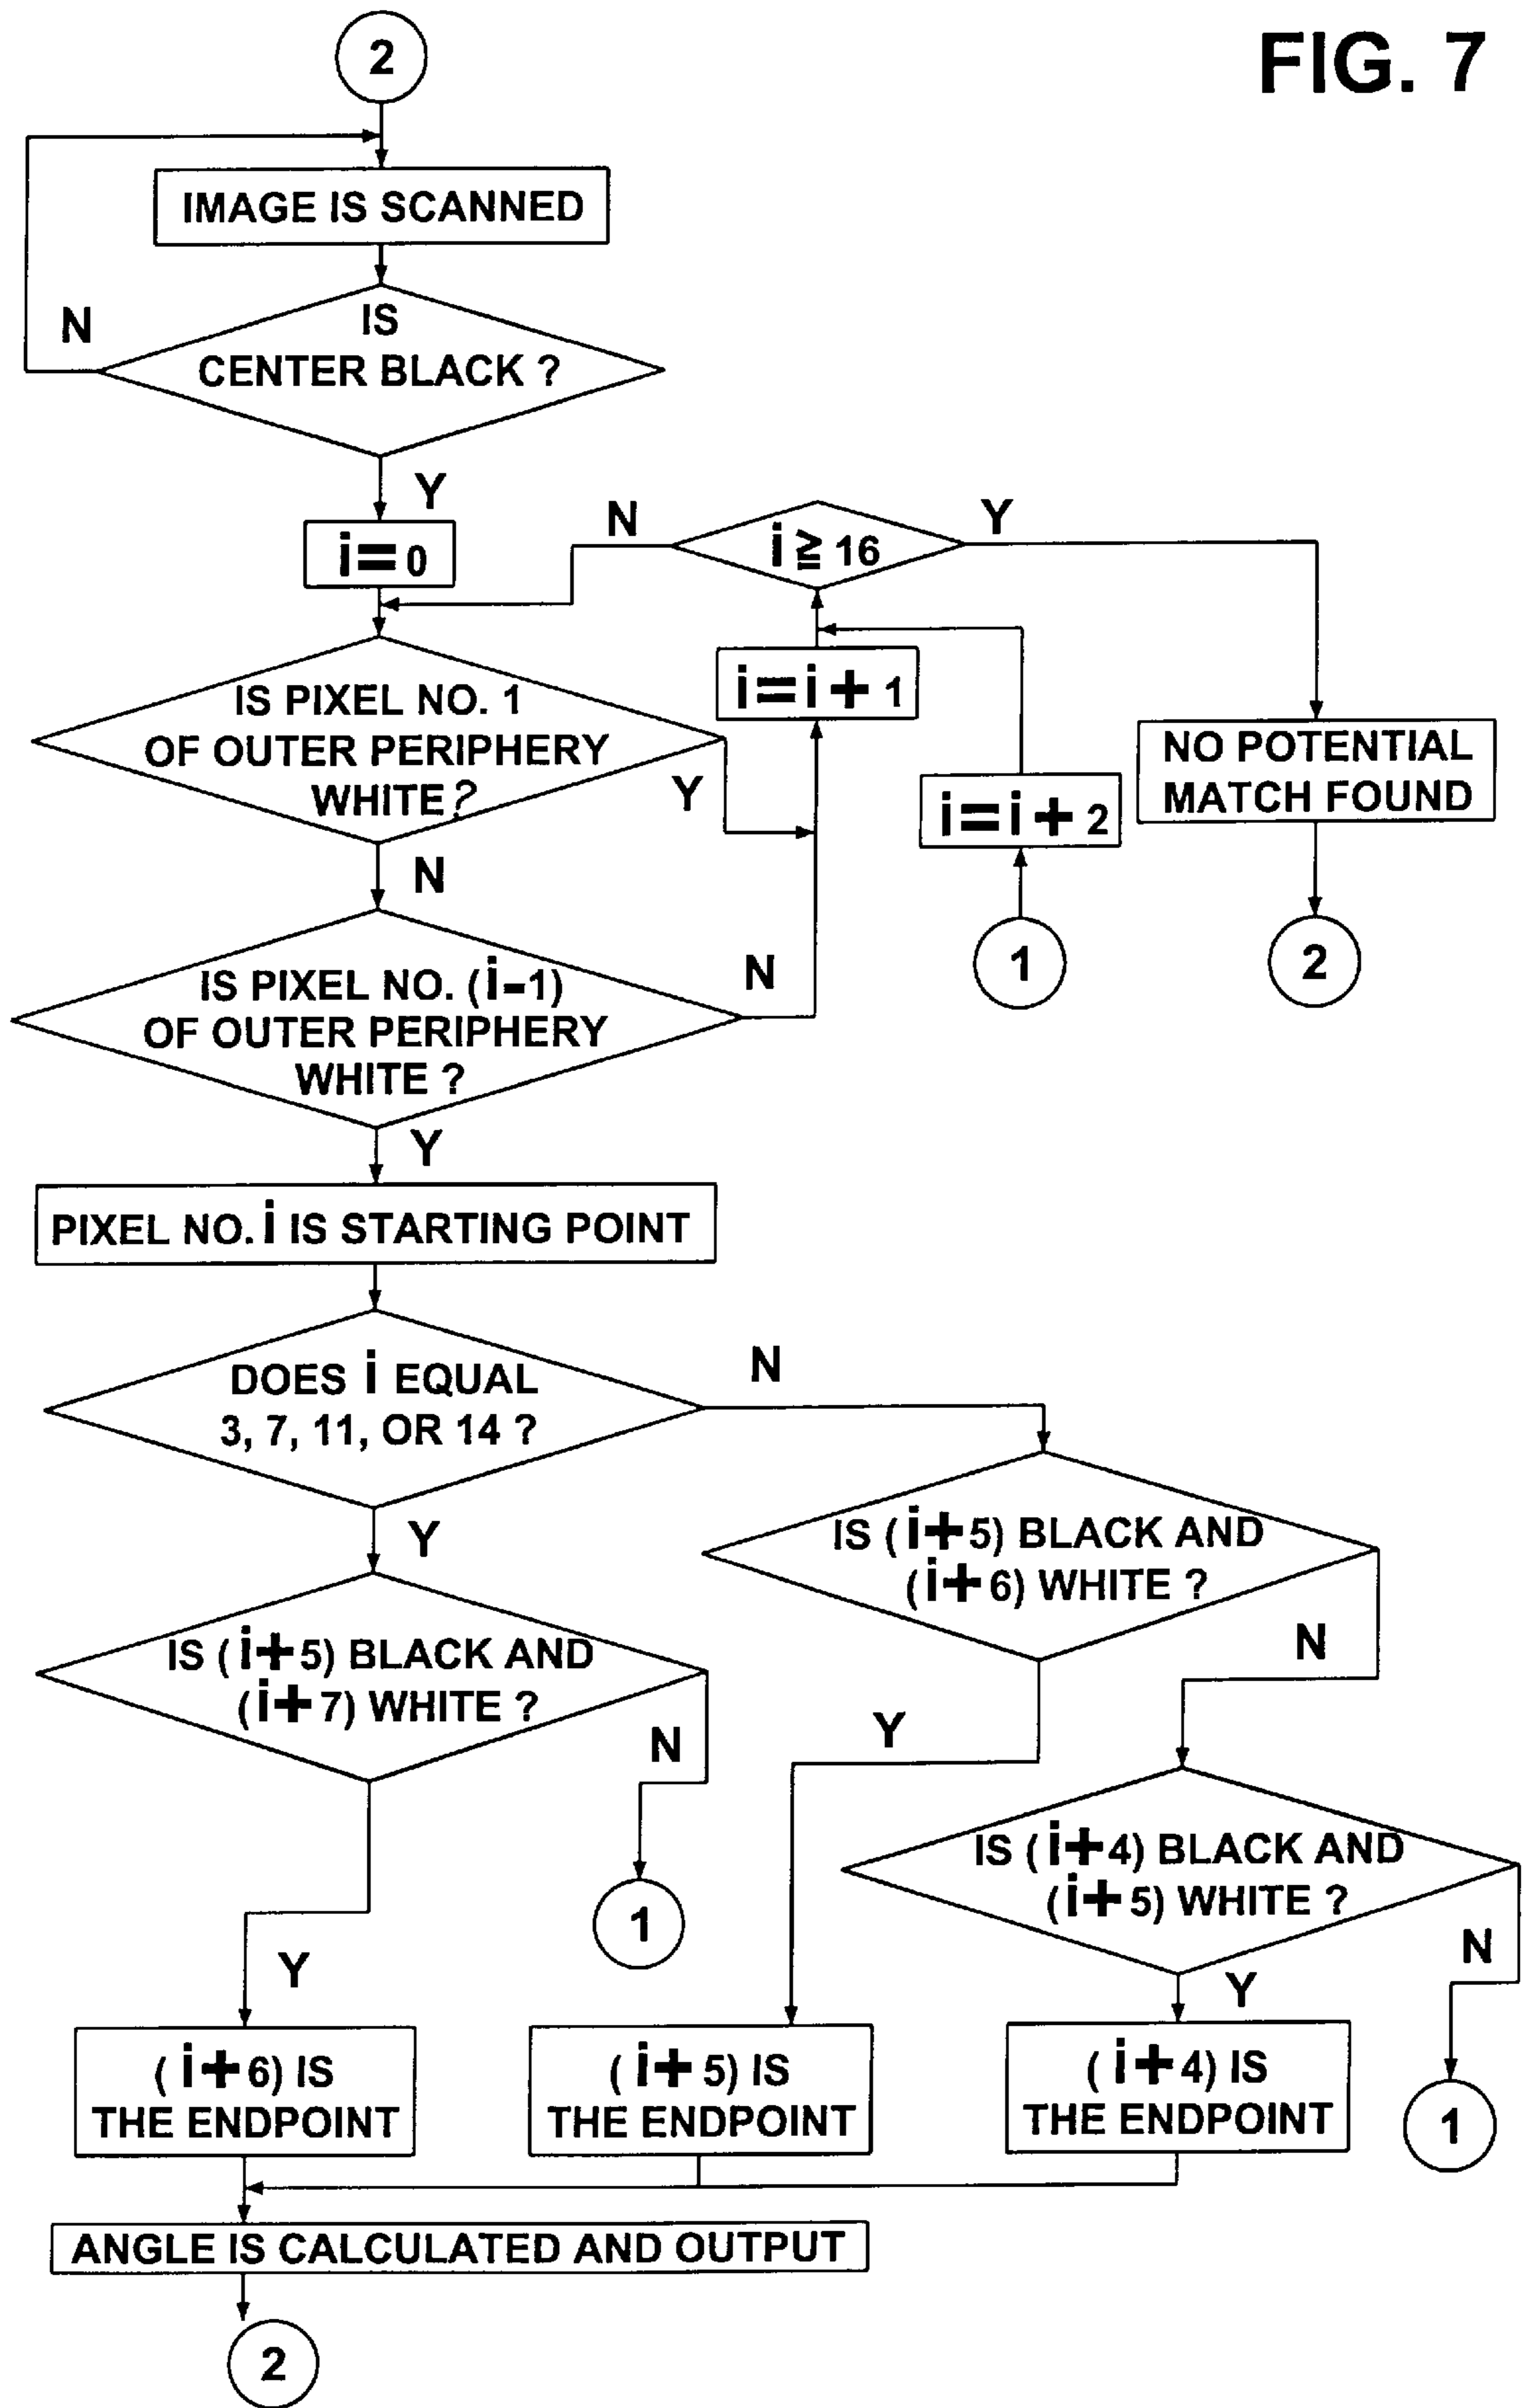 FIG. 7
2
IMAGE IS SCANNED
IS
CENTER BLACK ?
N
Y
i=0
N
i ≧ 16
Y
IS PIXEL NO. 1
OF OUTER PERIPHERY
WHITE?
Y
N
i=i+1
i=i+2
1
NO POTENTIAL
MATCH FOUND
2
IS PIXEL NO. (i-1)
OF OUTER PERIPHERY
WHITE ?
N
Y
PIXEL NO. i IS STARTING POINT
DOES i EQUAL
3, 7, 11, OR 14 ?
N
Y
IS (i+5) BLACK AND
(i+6) WHITE ?
N
Y
IS (i+5) BLACK AND
(i+7) WHITE ?
N
1
Y
IS (i+4) BLACK AND
(i+5) WHITE ?
N
1
Y
(i+6) IS
THE ENDPOINT
(i+5) IS
THE ENDPOINT
(i+4) IS
THE ENDPOINT
ANGLE IS CALCULATED AND OUTPUT
2